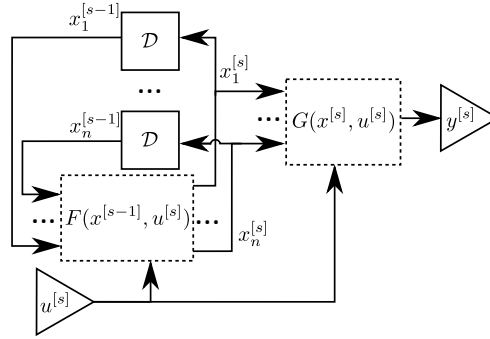 x_1^{[s-1]}
𝒟
x_1^{[s]}
...
x_n^{[s-1]}
𝒟
...
G(x^{[s]}, u^{[s]})
y^{[s]}
...
F(x^{[s-1]}, u^{[s]})
...
x_n^{[s]}
u^{[s]}